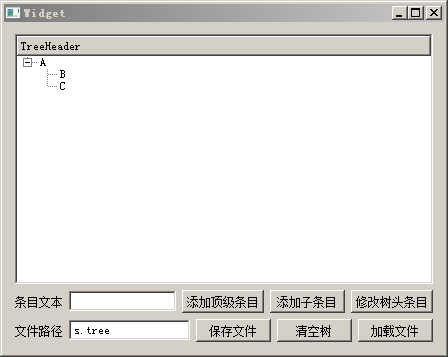 Widget
TreeHeader
A
B
C
条目文本 添加顶级条目 添加子条目 修改树头条目
文件路径 s.tree 保存文件 清空树 加载文件